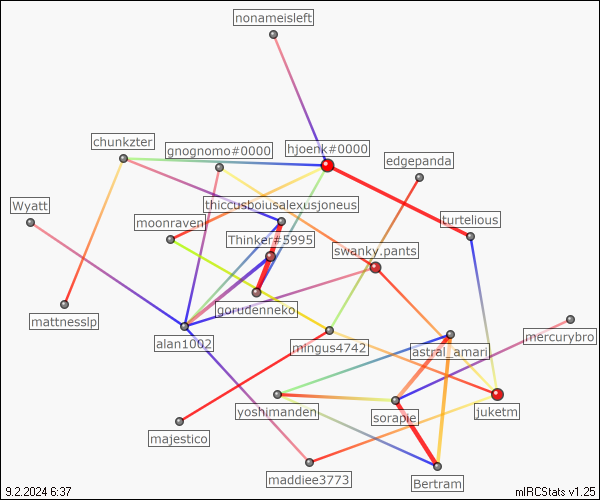 nonameisleft
chunkzter
gnognomo#0000
hjoenk#0000
edgepanda
Wyatt
thiccusboiusalexusjoneus
moonraven
turtelious
Thinker#5995
swanky.pants
mattnesslp
gorudenneko
alan1002
mingus4742
mercurybro
astral_amari
yoshimanden
sorapie
juketm
majestico
maddiee3773
Bertram
9.2.2024 6:37
mIRCStats v1.25